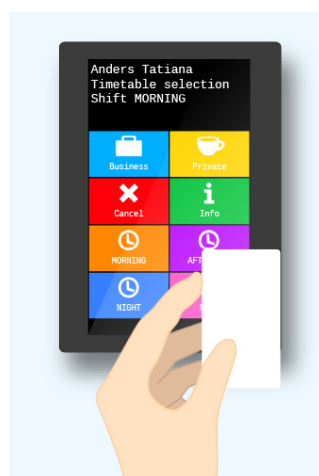 Anders Tatiana
Timetable selection
Shift MORNING
Business
Private
Cancel
Info
MORNING
NIGHT